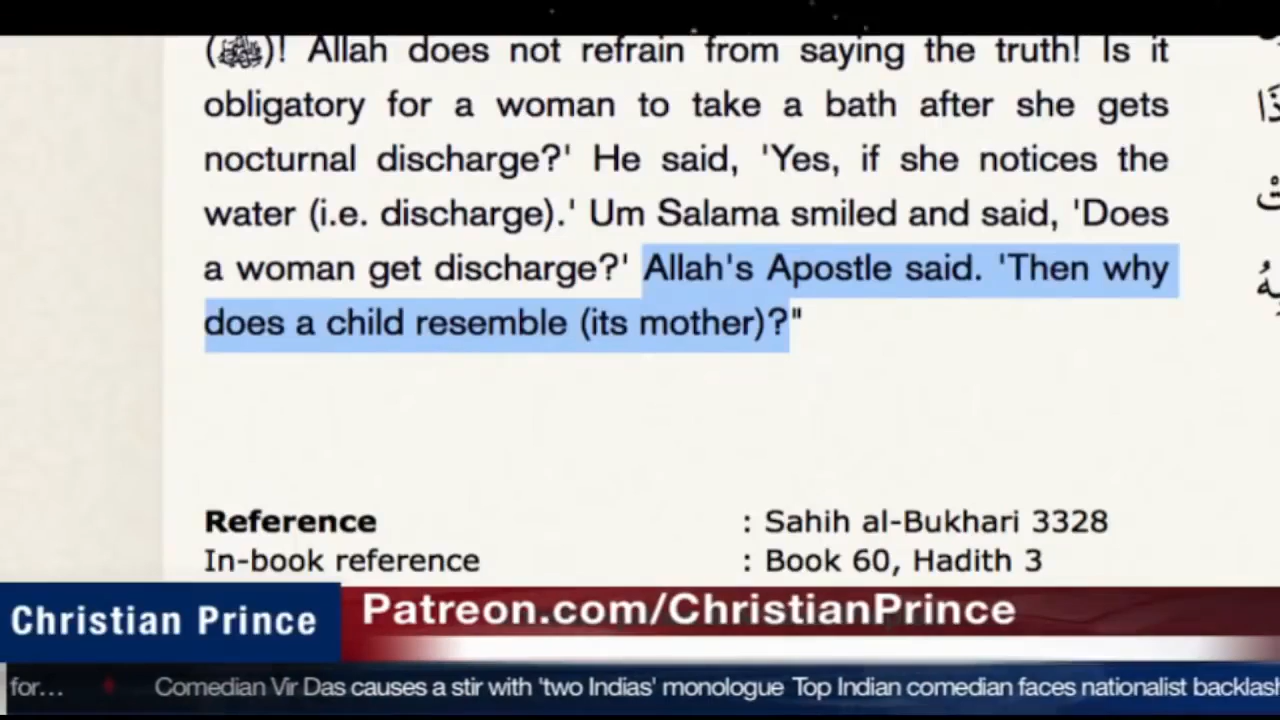 (ﷺ)! Allah does not refrain from saying the truth! Is it
obligatory for a woman to take a bath after she gets
nocturnal discharge?' He said, 'Yes, if she notices the
water (i.e. discharge).' Um Salama smiled and said, 'Does
a woman get discharge?' Allah's Apostle said. 'Then why
does a child resemble (its mother)?"
Reference : Sahih al-Bukhari 3328
In-book reference : Book 60, Hadith 3
Christian Prince
Patreon.com/ChristianPrince
for... Comedian Vir Das causes a stir with 'two Indias' monologue Top Indian comedian faces nationalist backlash